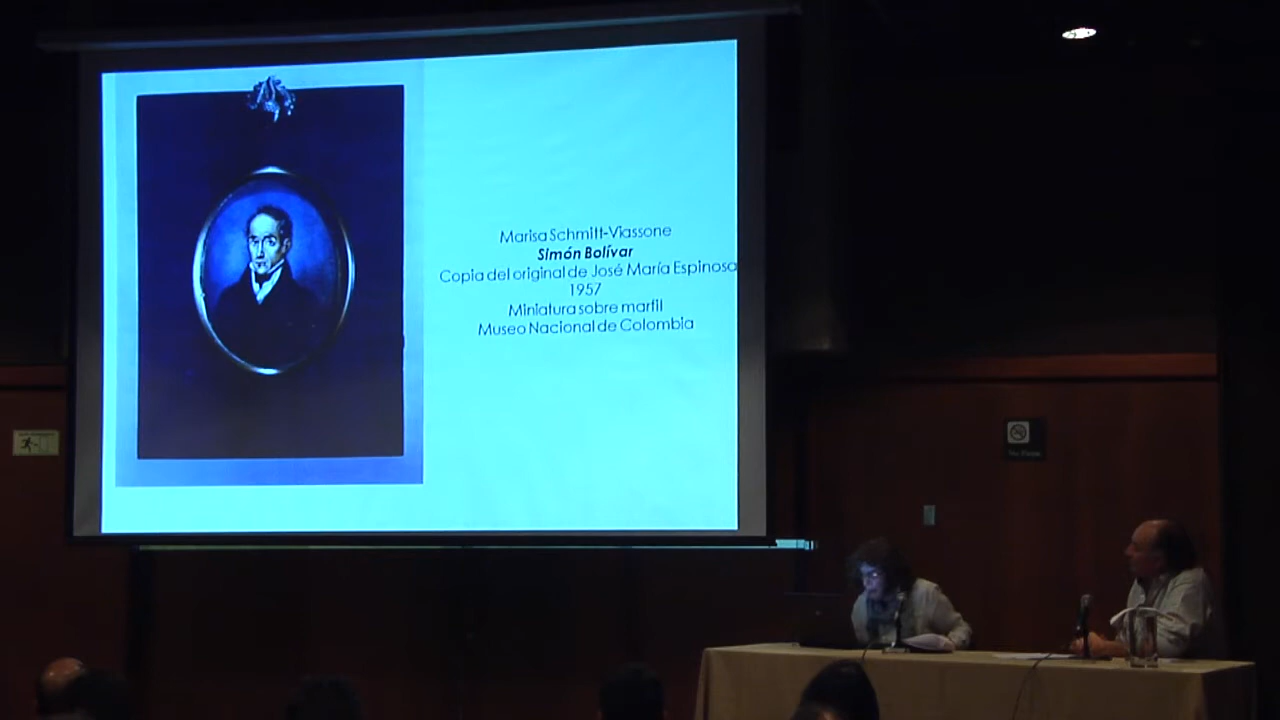 Marisa Schmitt-Viassone
Simón Bolívar
Copia del original de José María Espinosa
1957
Miniatura sobre marfil
Museo Nacional de Colombia